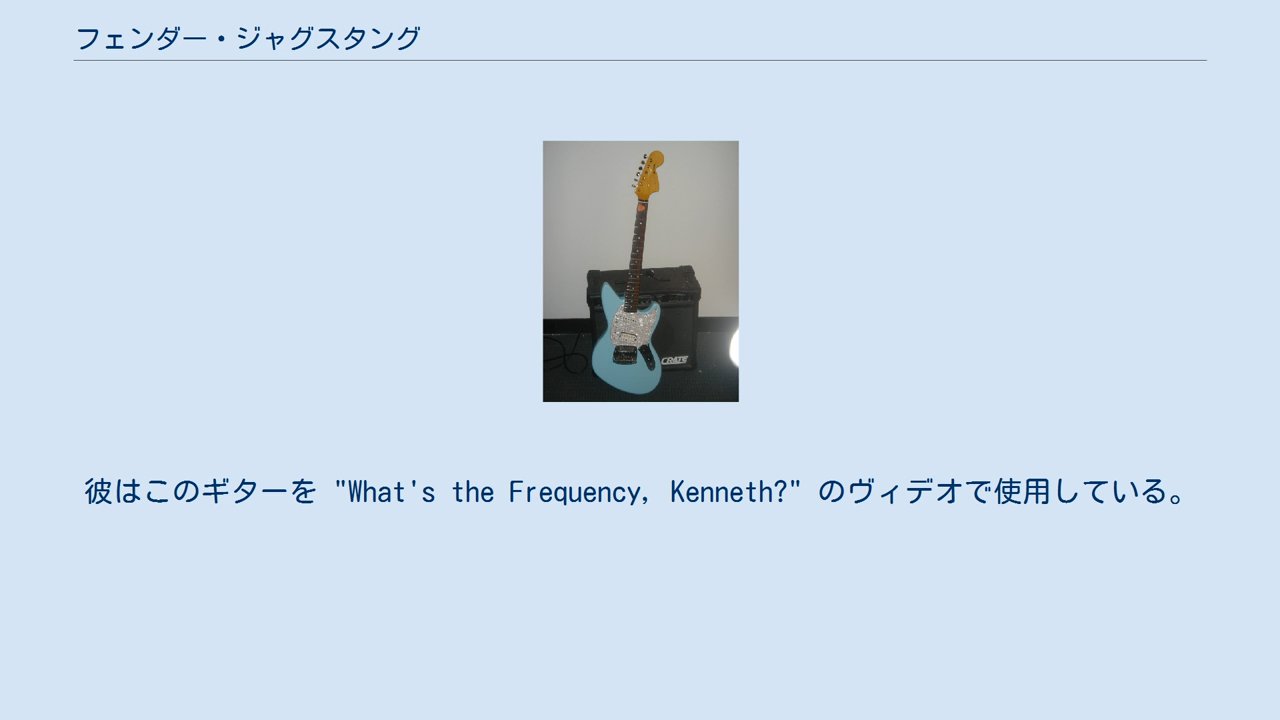 フェンダー・ジャグスタング
CRATE
彼はこのギターを "What's the Frequency, Kenneth?" のヴィデオで使用している。